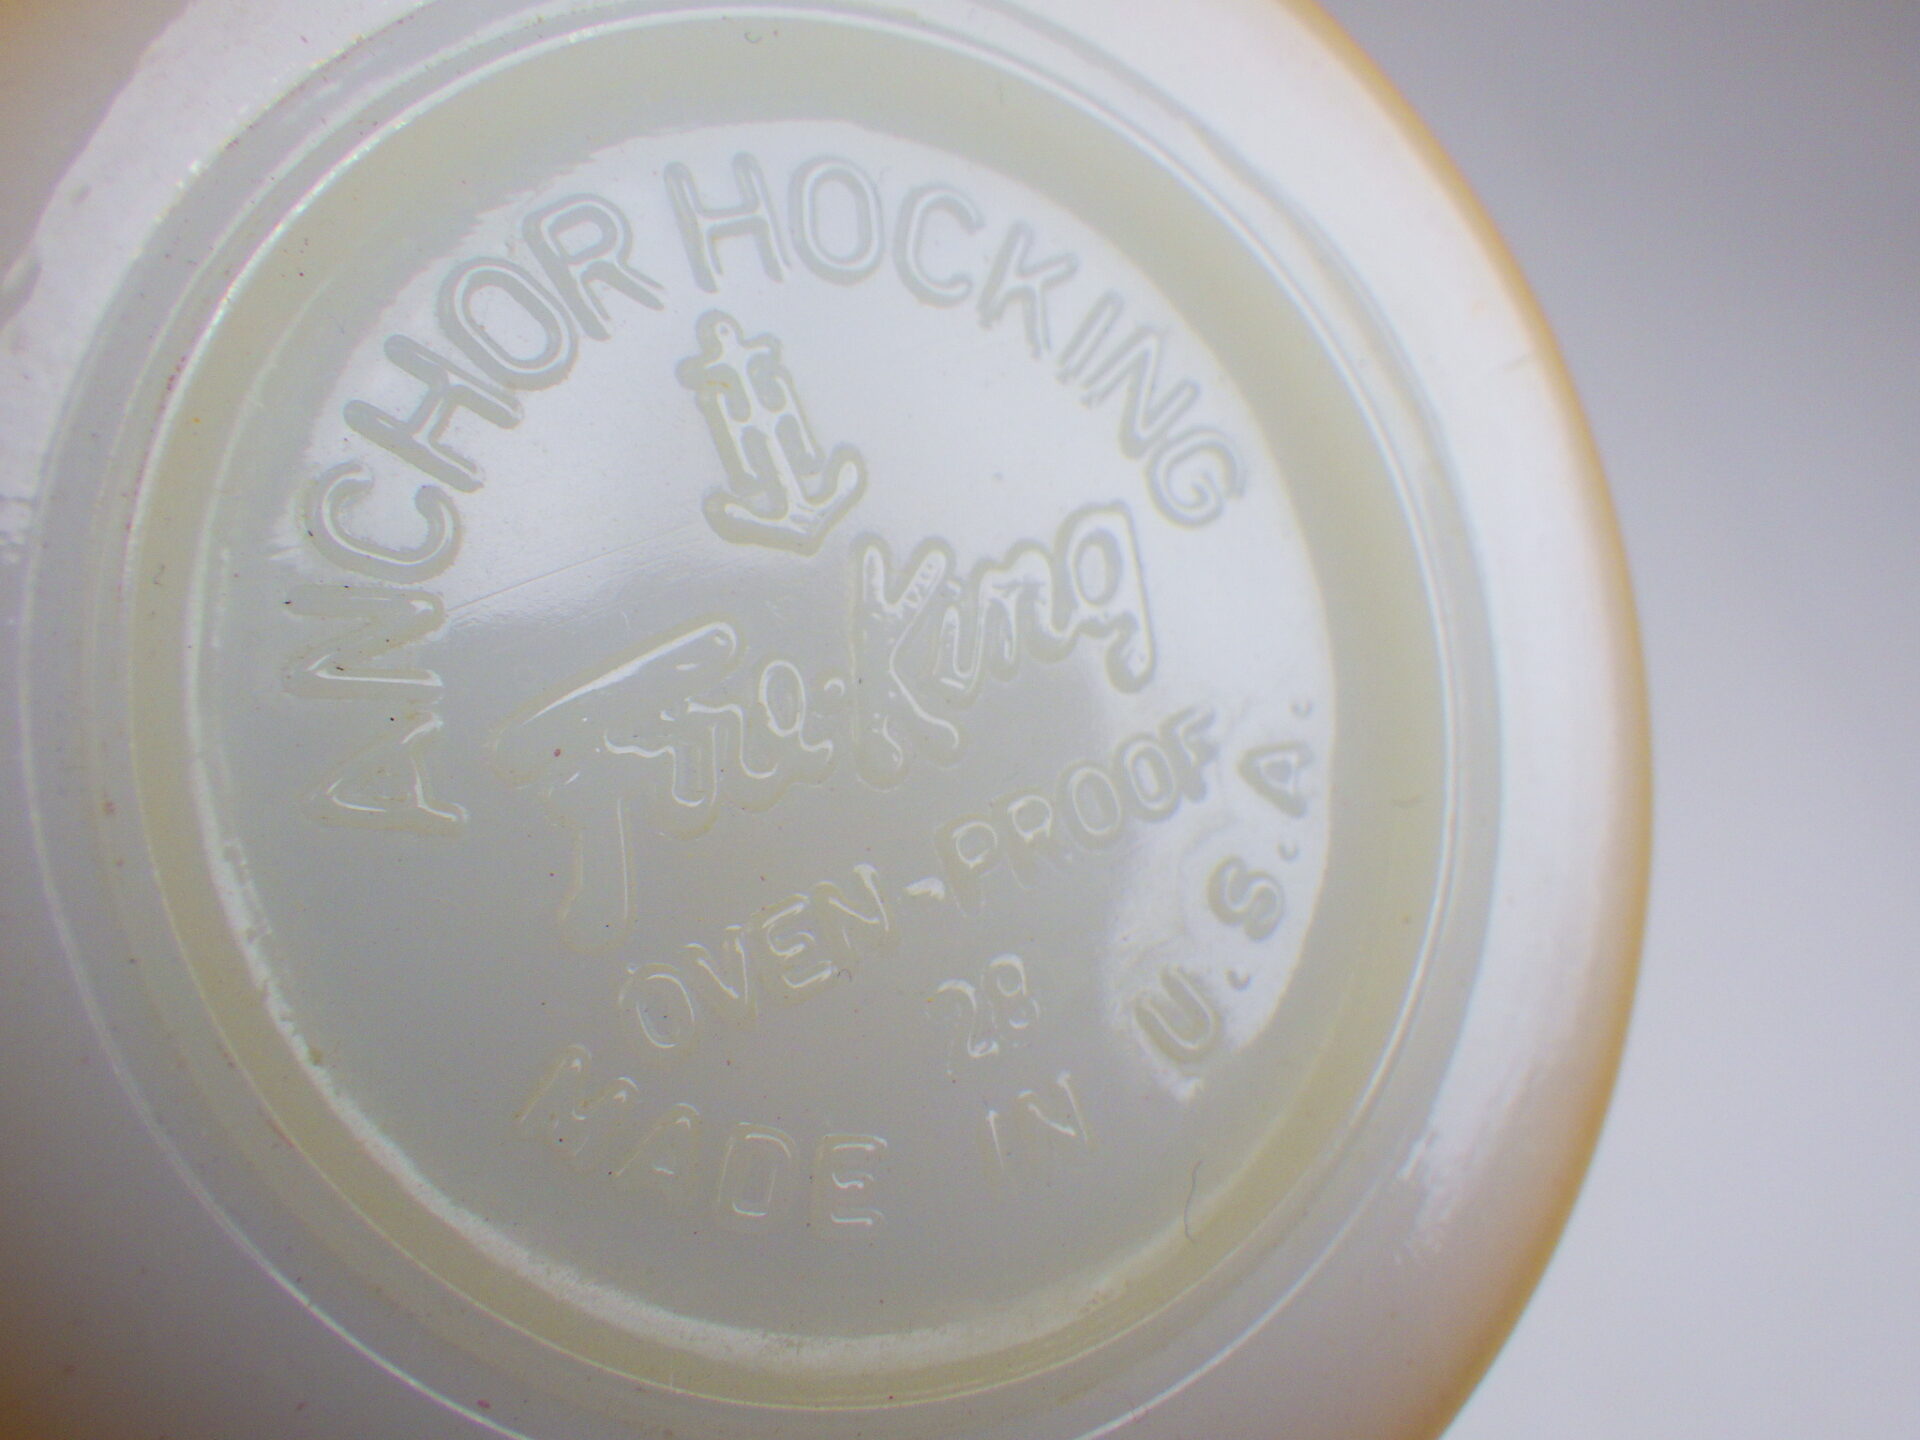 ANCHOR HOCKING
Fire-King
OVEN-PROOF
28
MADE IN U.S.A.